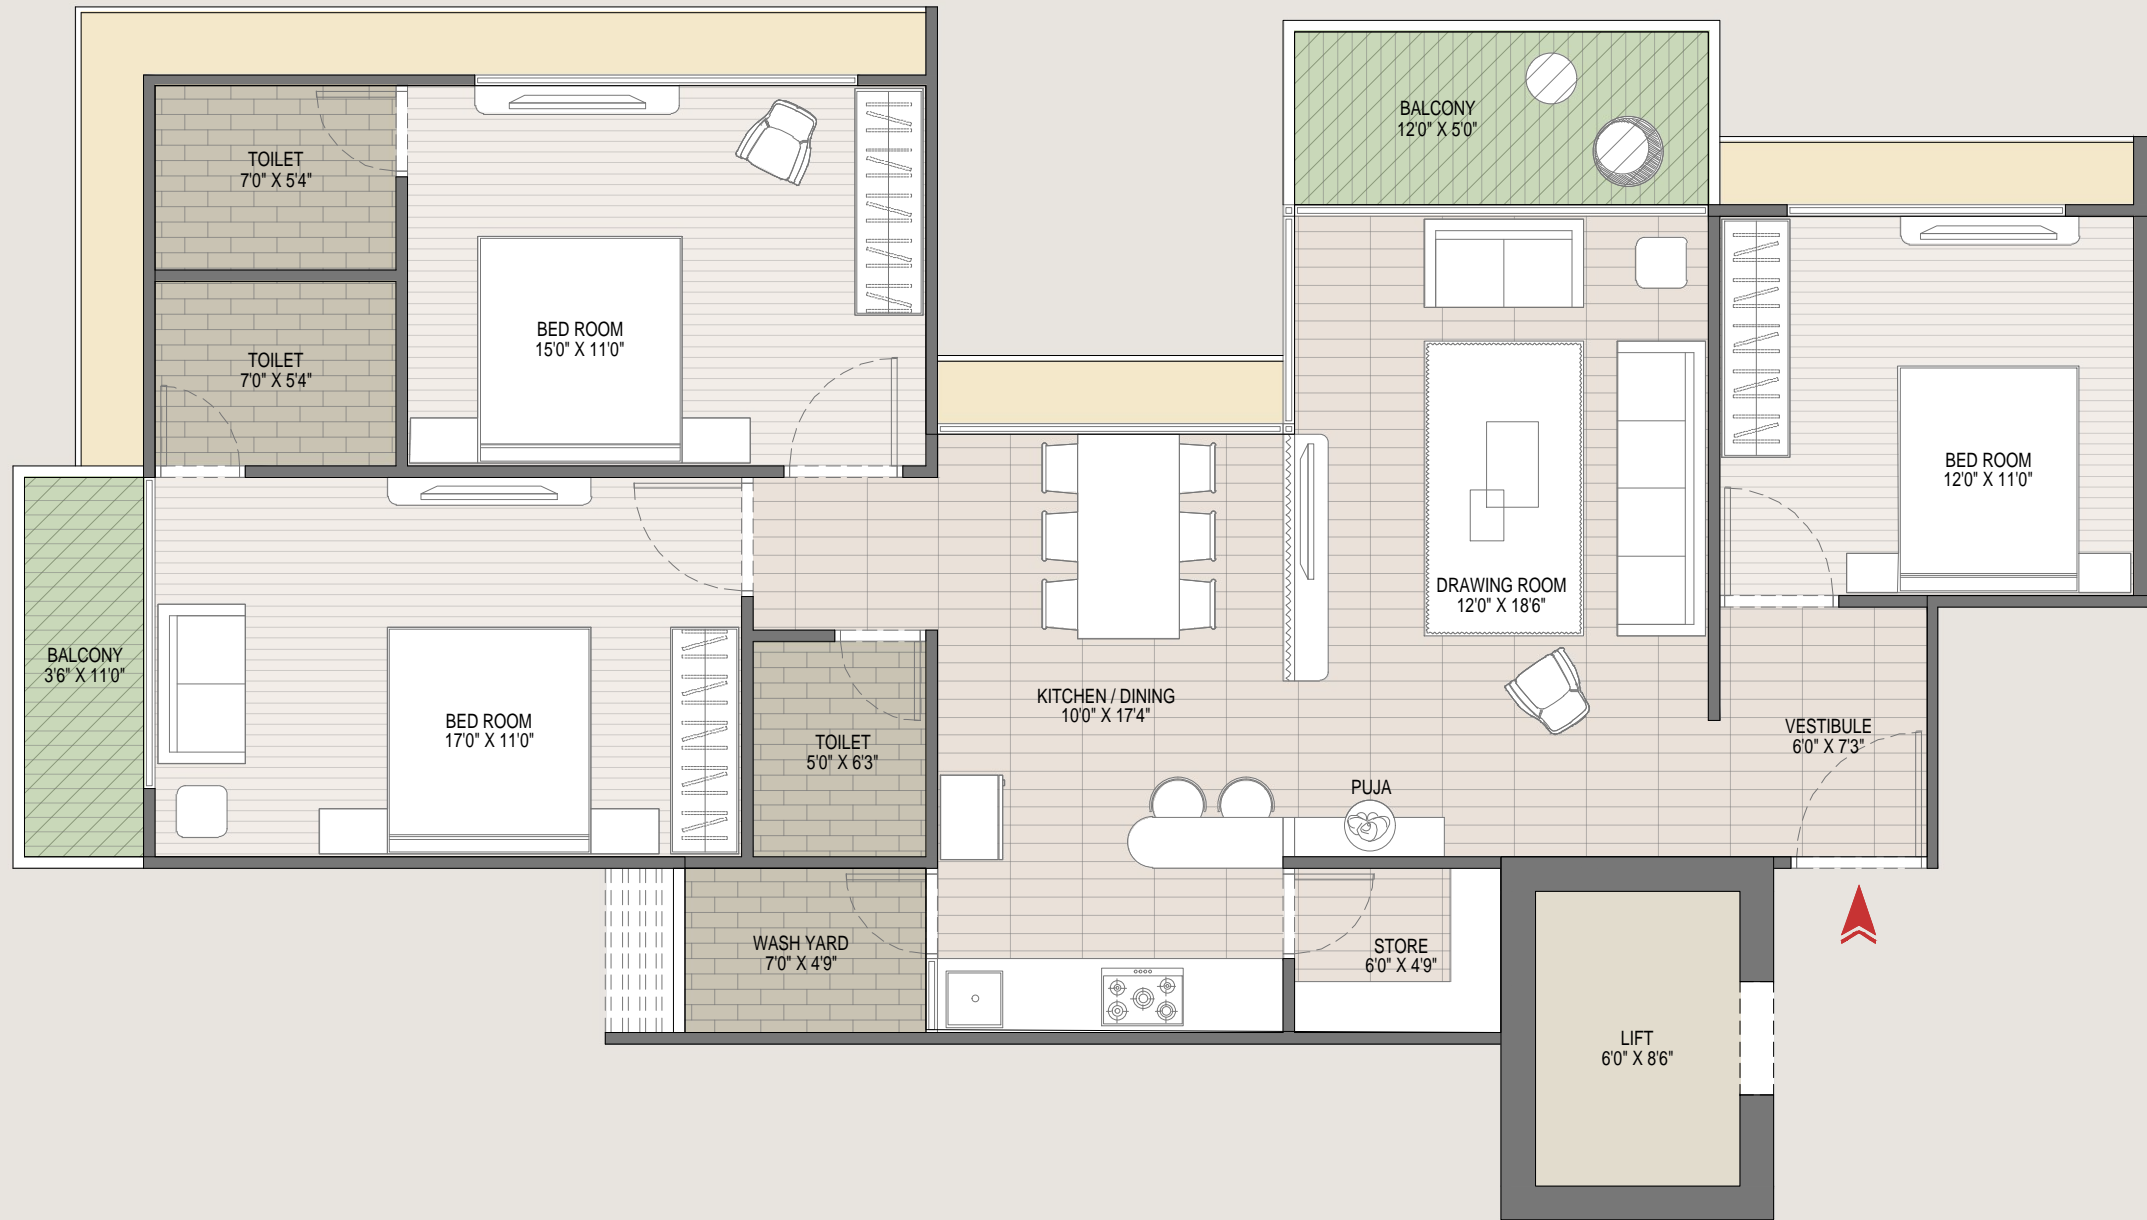 TOILET
7'0" X 5'4"
TOILET
7'0" X 5'4"
BED ROOM
15'0" X 11'0"
BALCONY
12'0" X 5'0"
BED ROOM
12'0" X 11'0"
DRAWING ROOM
12'0" X 18'6"
BALCONY
3'6" X 11'0"
BED ROOM
17'0" X 11'0"
TOILET
5'0" X 6'3"
KITCHEN / DINING
10'0" X 17'4"
VESTIBULE
6'0" X 7'3"
PUJA
WASH YARD
7'0" X 4'9"
STORE
6'0" X 4'9"
LIFT
6'0" X 8'6"